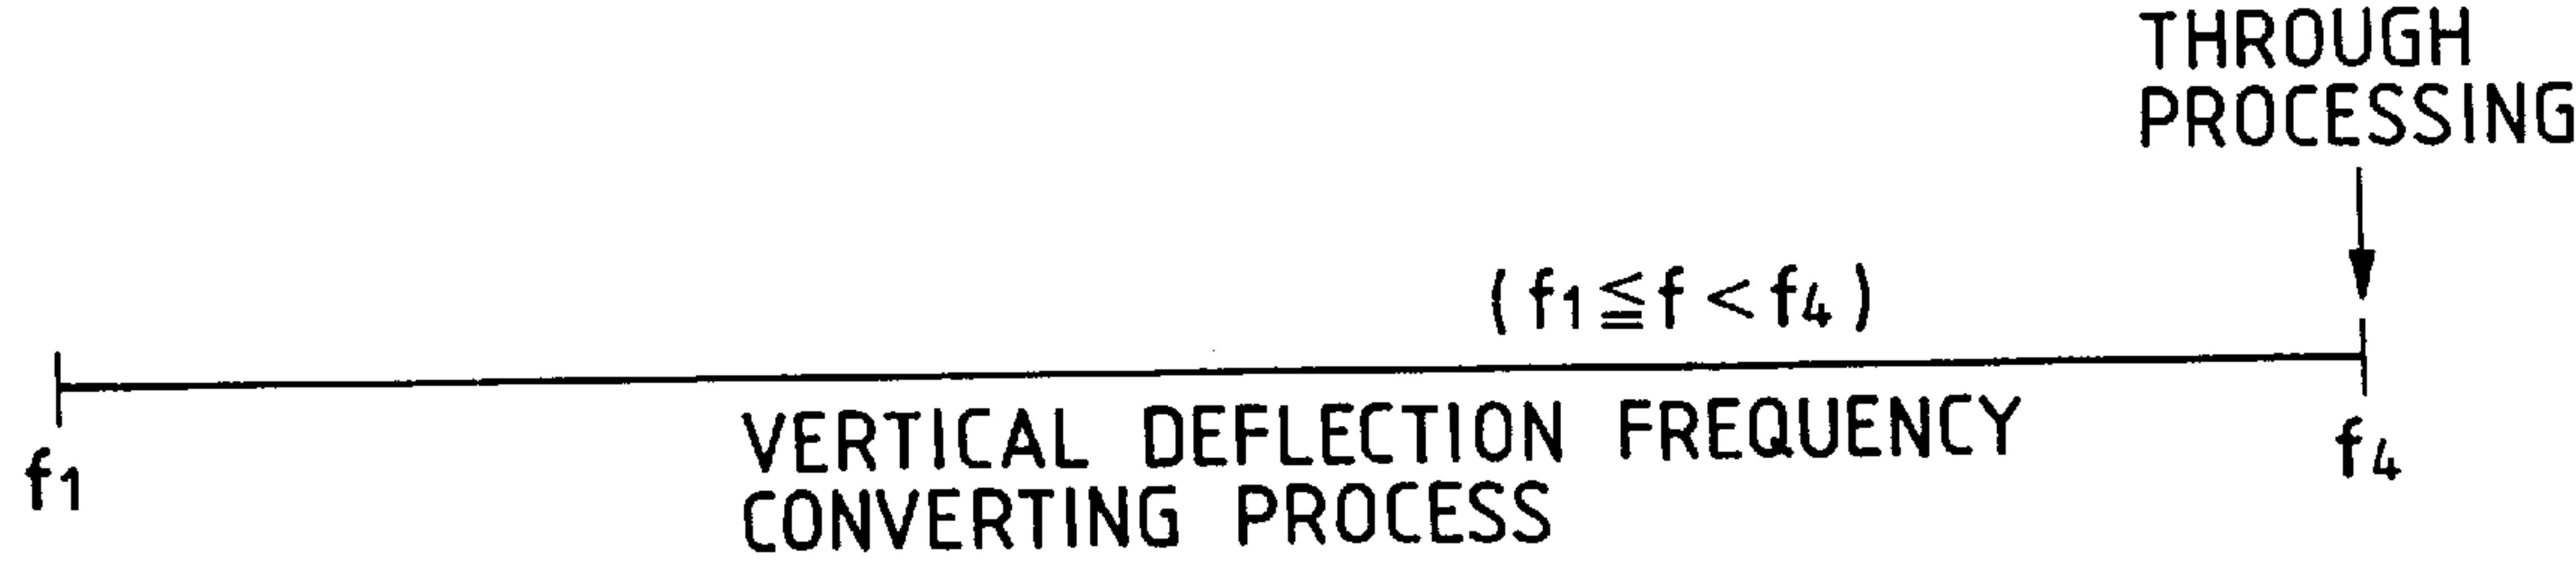 THROUGH
PROCESSING
(f1≦f<f4)
VERTICAL DEFLECTION FREQUENCY
CONVERTING PROCESS
f1
f4